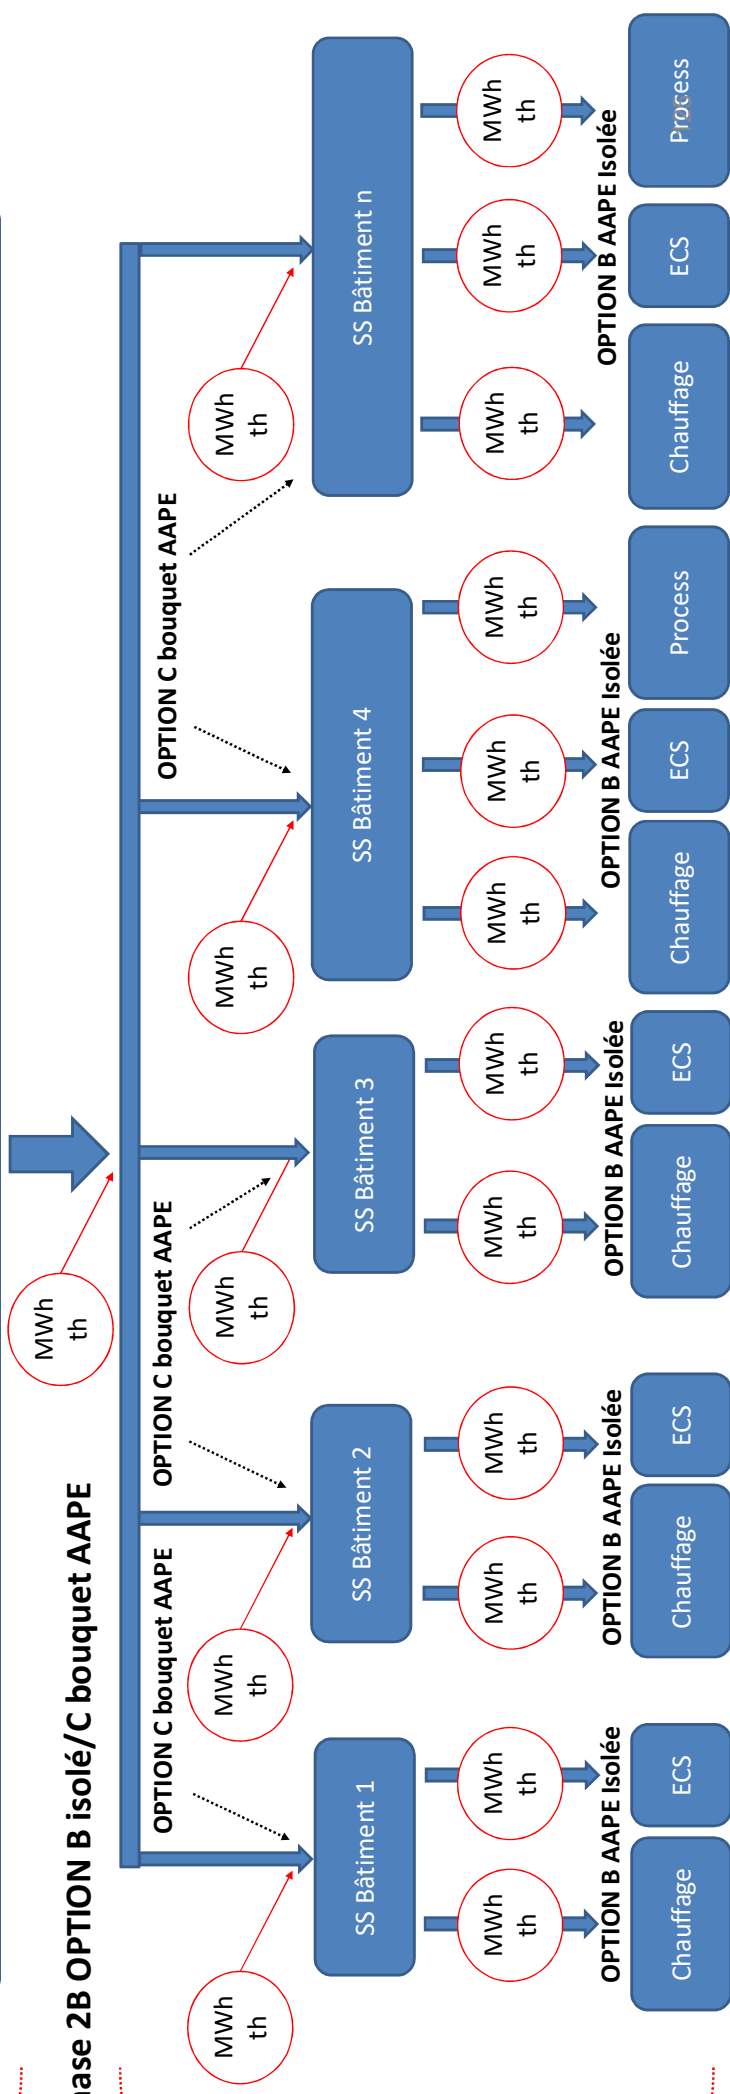 MWh
th
hase 2B OPTION B isolé/C bouquet AAPE
OPTION C bouquet AAPE
OPTION C bouquet AAPE
OPTION C bouquet AAPE
MWh
th
MWh
th
MWh
th
MWh
th
MWh
th
SS Bâtiment 1
SS Bâtiment 2
SS Bâtiment 3
SS Bâtiment 4
SS Bâtiment n
MWh
th
MWh
th
MWh
th
MWh
th
MWh
th
MWh
th
MWh
th
MWh
th
MWh
th
MWh
th
MWh
th
MWh
th
OPTION B AAPE Isolée
OPTION B AAPE Isolée
OPTION B AAPE Isolée
OPTION B AAPE Isolée
OPTION B AAPE Isolée
Chauffage
ECS
Chauffage
ECS
Chauffage
ECS
Chauffage
ECS
Process
Chauffage
ECS
Process